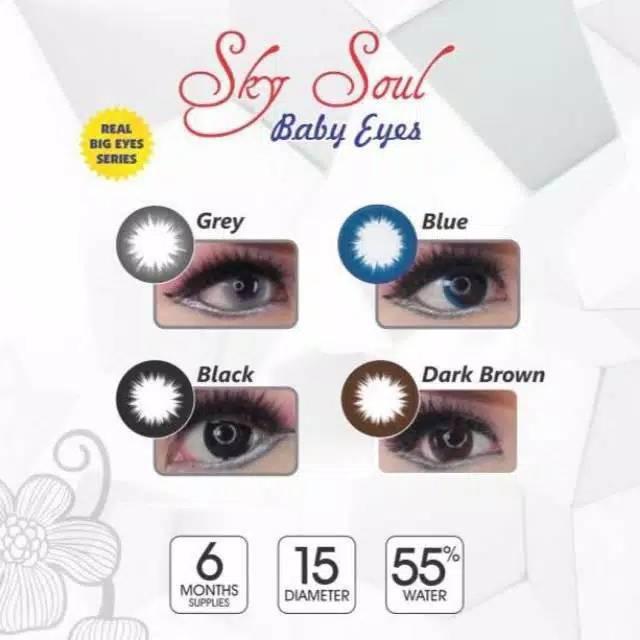 Sky Soul
Baby Eyes
REAL
BIG EYES
SERIES
Grey
Blue
Black
Dark Brown
6
MONTHS
SUPPLIES
15
DIAMETER
55%
WATER